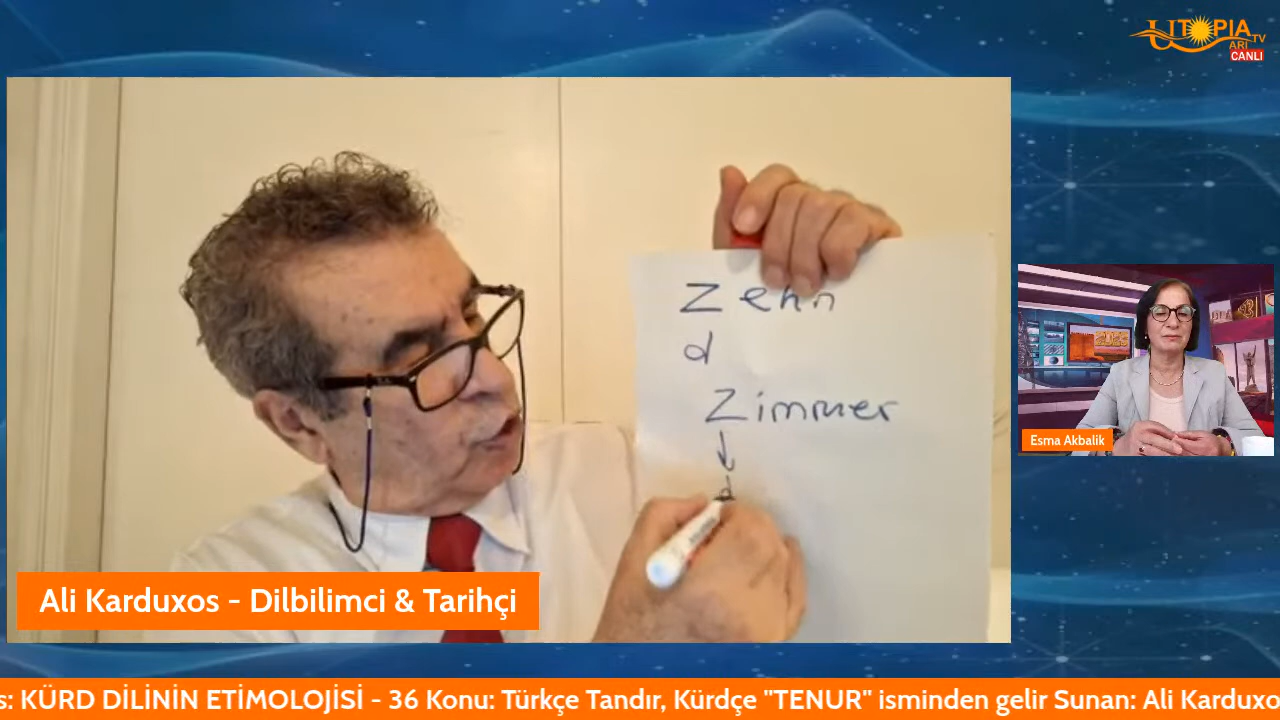 UTOPIA
TV
ARI
CANLI
Zehn
d
Zimmer
d
Esma Akbalik
Ali Karduxos - Dilbilimci & Tarihçi
s: KÜRD DİLİNİN ETİMOLOJİSİ - 36 Konu: Türkçe Tandır, Kürdçe "TENUR" isminden gelir Sunan: Ali Karduxo